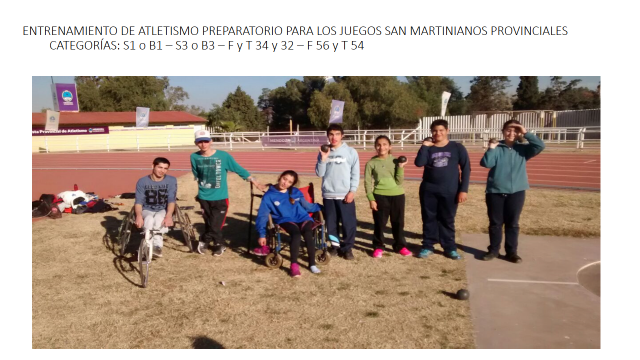 ENTRENAMIENTO DE ATLETISMO PREPARATORIO PARA LOS JUEGOS SAN MARTINIANOS PROVINCIALES
CATEGORÍAS: S1 o B1 – S3 o B3 – F y T 34 y 32 – F 56 y T 54